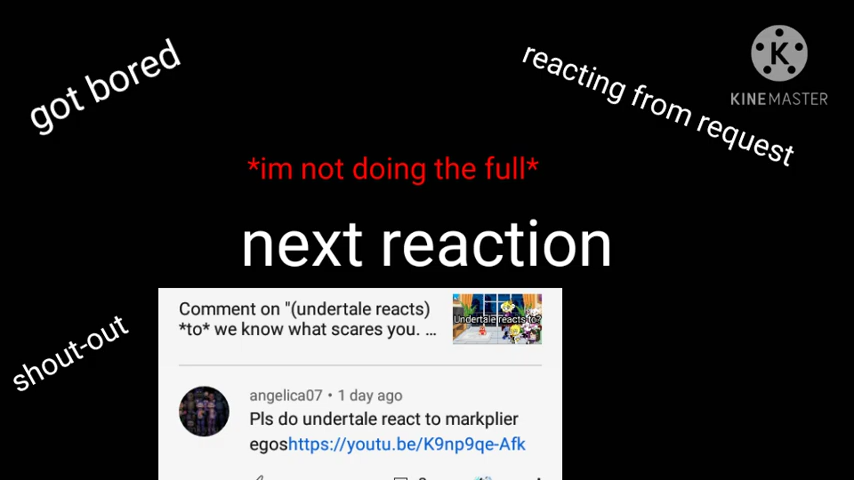 got bored
reacting from request
KINEMASTER
*im not doing the full*
next reaction
shout-out
Comment on "(undertale reacts)
*to* we know what scares you. ...
Undertale reacts to?
angelica07 • 1 day ago
Pls do undertale react to markplier
egoshttps://youtu.be/K9np9qe-Afk